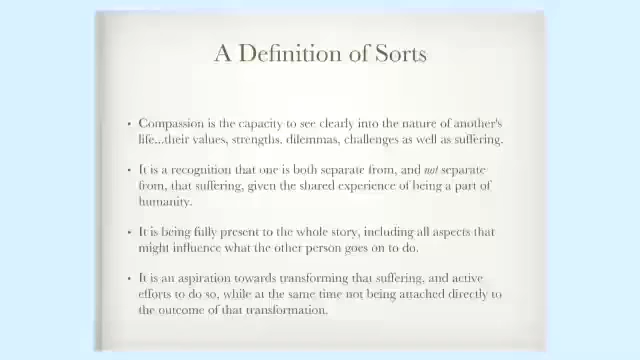 A Definition of Sorts
• Compassion is the capacity to see clearly into the nature of another's
life...their values, strengths, dilemmas, challenges as well as suffering.
• It is a recognition that one is both separate from, and not separate
from, that suffering, given the shared experience of being a part of
humanity.
• It is being fully present to the whole story, including all aspects that
might influence what the other person goes on to do.
• It is an aspiration towards transforming that suffering, and active
efforts to do so, while at the same time not being attached directly to
the outcome of that transformation.